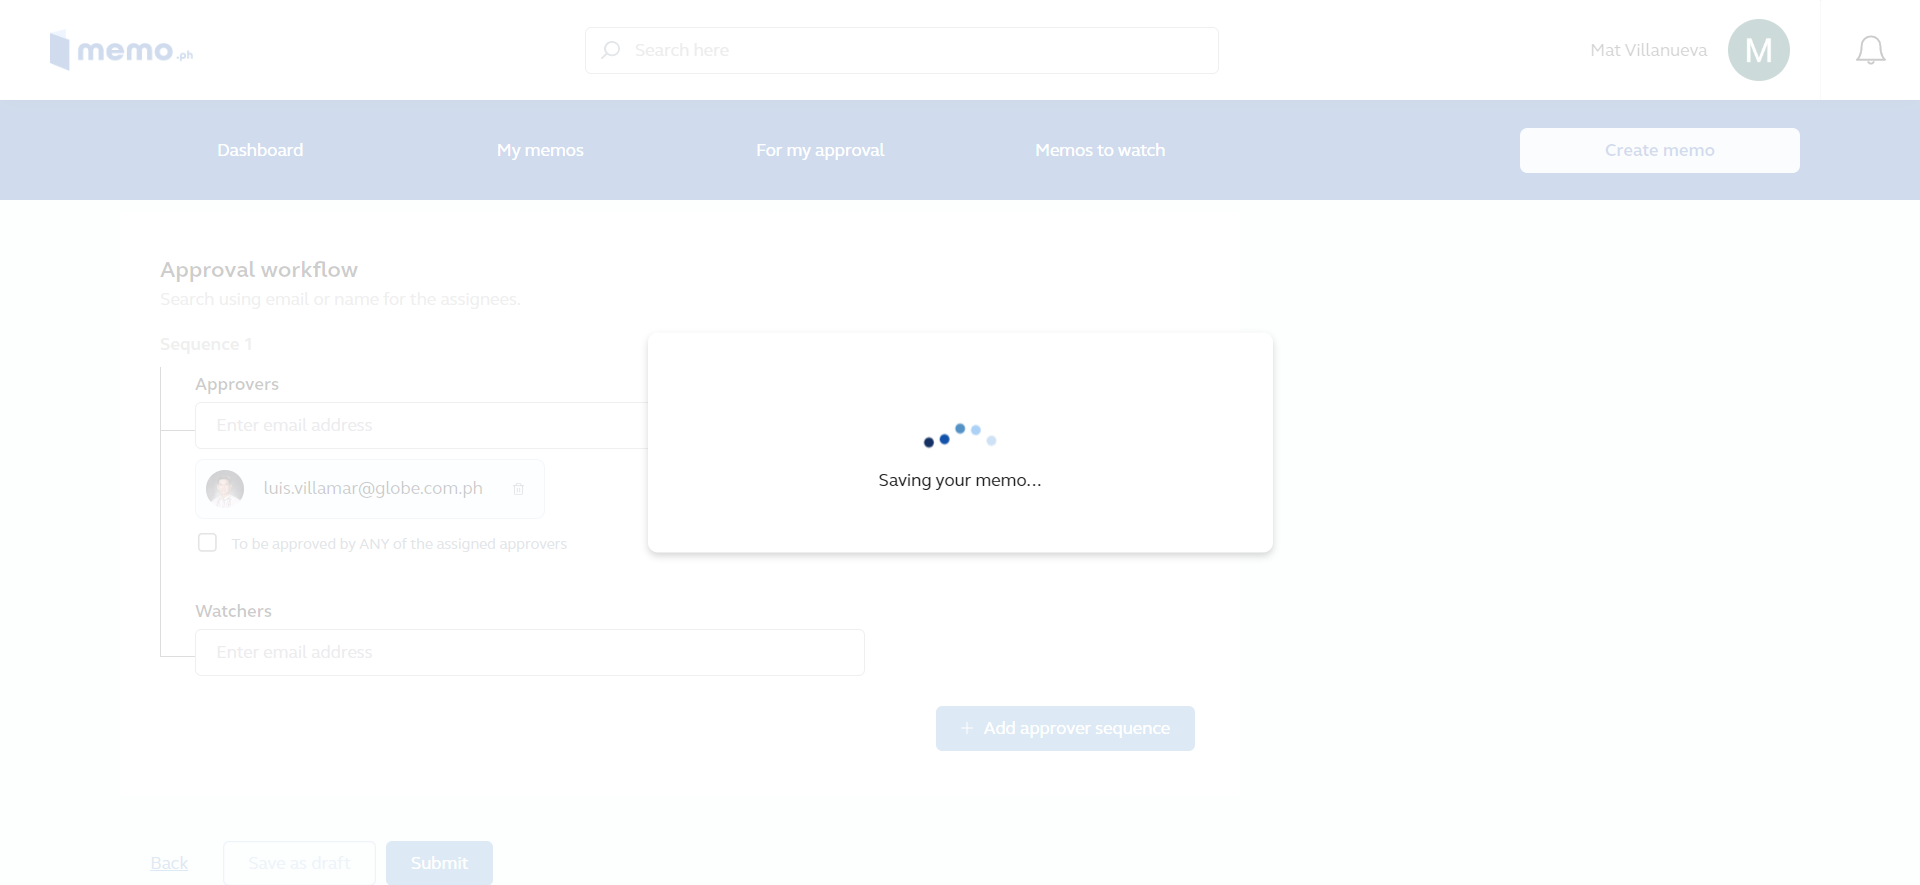 memo.ph
Search here
Mat Villanueva
M
Dashboard
My memos
For my approval
Memos to watch
Create memo
Approval workflow
Search using email or name for the assignees.
Sequence 1
Approvers
Enter email address
luis.villamar@globe.com.ph
To be approved by ANY of the assigned approvers
Saving your memo...
Watchers
Enter email address
+ Add approver sequence
Back
Save as draft
Submit